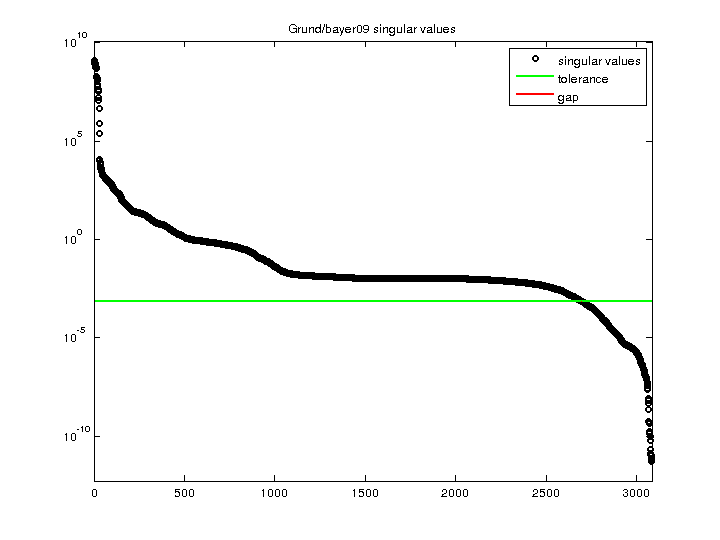 Grund/bayer09 singular values
singular values
tolerance
gap
10^10
10^5
10^0
10^-5
10^-10
0 500 1000 1500 2000 2500 3000